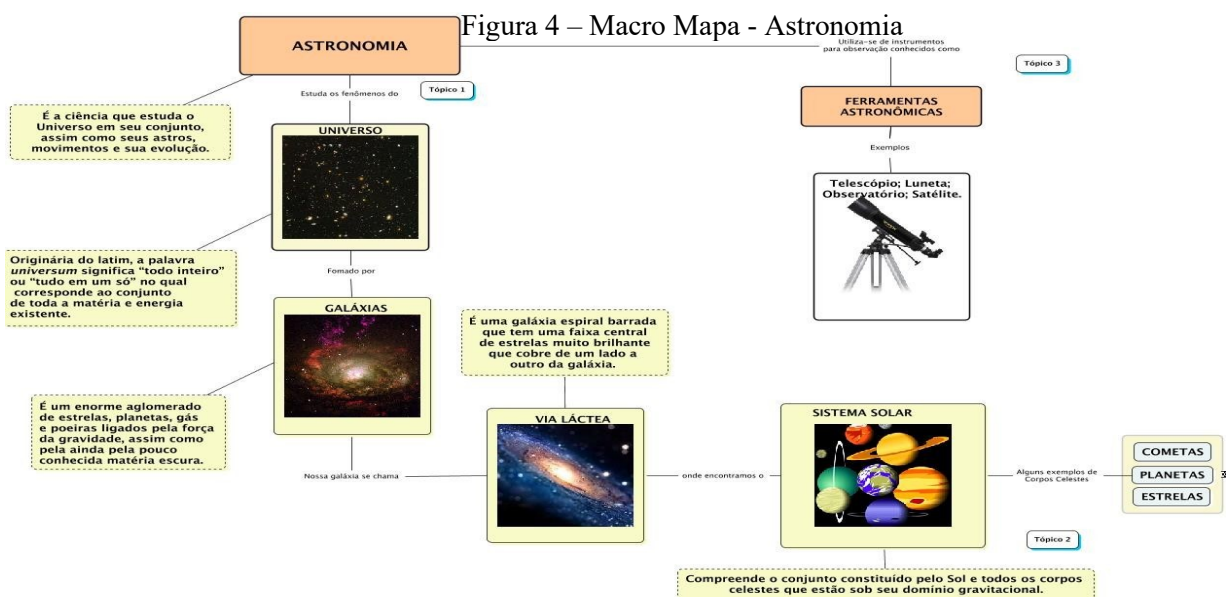 Figura 4 – Macro Mapa - Astronomia
ASTRONOMIA
Utiliza-se de instrumentos
para observação conhecidos como
Tópico 3
Estuda os fenômenos do
Tópico 1
É a ciência que estuda o
Universo em seu conjunto,
assim como seus astros,
movimentos e sua evolução.
FERRAMENTAS
ASTRONÔMICAS
UNIVERSO
Exemplos
Telescópio; Luneta;
Observatório; Satélite.
Originária do latim, a palavra
universum significa “todo inteiro”
ou “tudo em um só” no qual
corresponde ao conjunto
de toda a matéria e energia
existente.
Fomado por
GALÁXIAS
É uma galáxia espiral barrada
que tem uma faixa central
de estrelas muito brilhante
que cobre de um lado a
outro da galáxia.
É um enorme aglomerado
de estrelas, planetas, gás
e poeiras ligados pela força
da gravidade, assim como
pela ainda pela pouco
conhecida matéria escura.
Nossa galáxia se chama
VIA LÁCTEA
onde encontramos o
SISTEMA SOLAR
Alguns exemplos de
Corpos Celestes
COMETAS
PLANETAS
ESTRELAS
Tópico 2
Compreende o conjunto constituído pelo Sol e todos os corpos
celestes que estão sob seu domínio gravitacional.